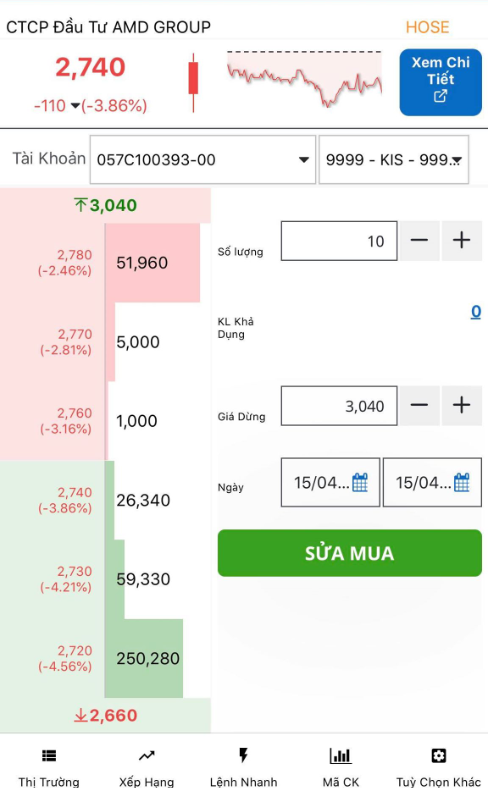 CTCP Đầu Tư AMD GROUP HOSE
2,740
-110 (-3.86%)
Xem Chi
Tiết
Tài Khoản 057C100393-00 9999 - KIS - 999...
3,040
2,780
(-2.46%) 51,960
2,770
(-2.81%) 5,000
2,760
(-3.16%) 1,000
2,740
(-3.86%) 26,340
2,730
(-4.21%) 59,330
2,720
(-4.56%) 250,280
2,660
Số lượng 10
KL Khả
Dụng 0
Giá Dừng 3,040
Ngày 15/04... 15/04...
SỬA MUA
Thị Trường Xếp Hạng Lệnh Nhanh Mã CK Tuỳ Chọn Khác